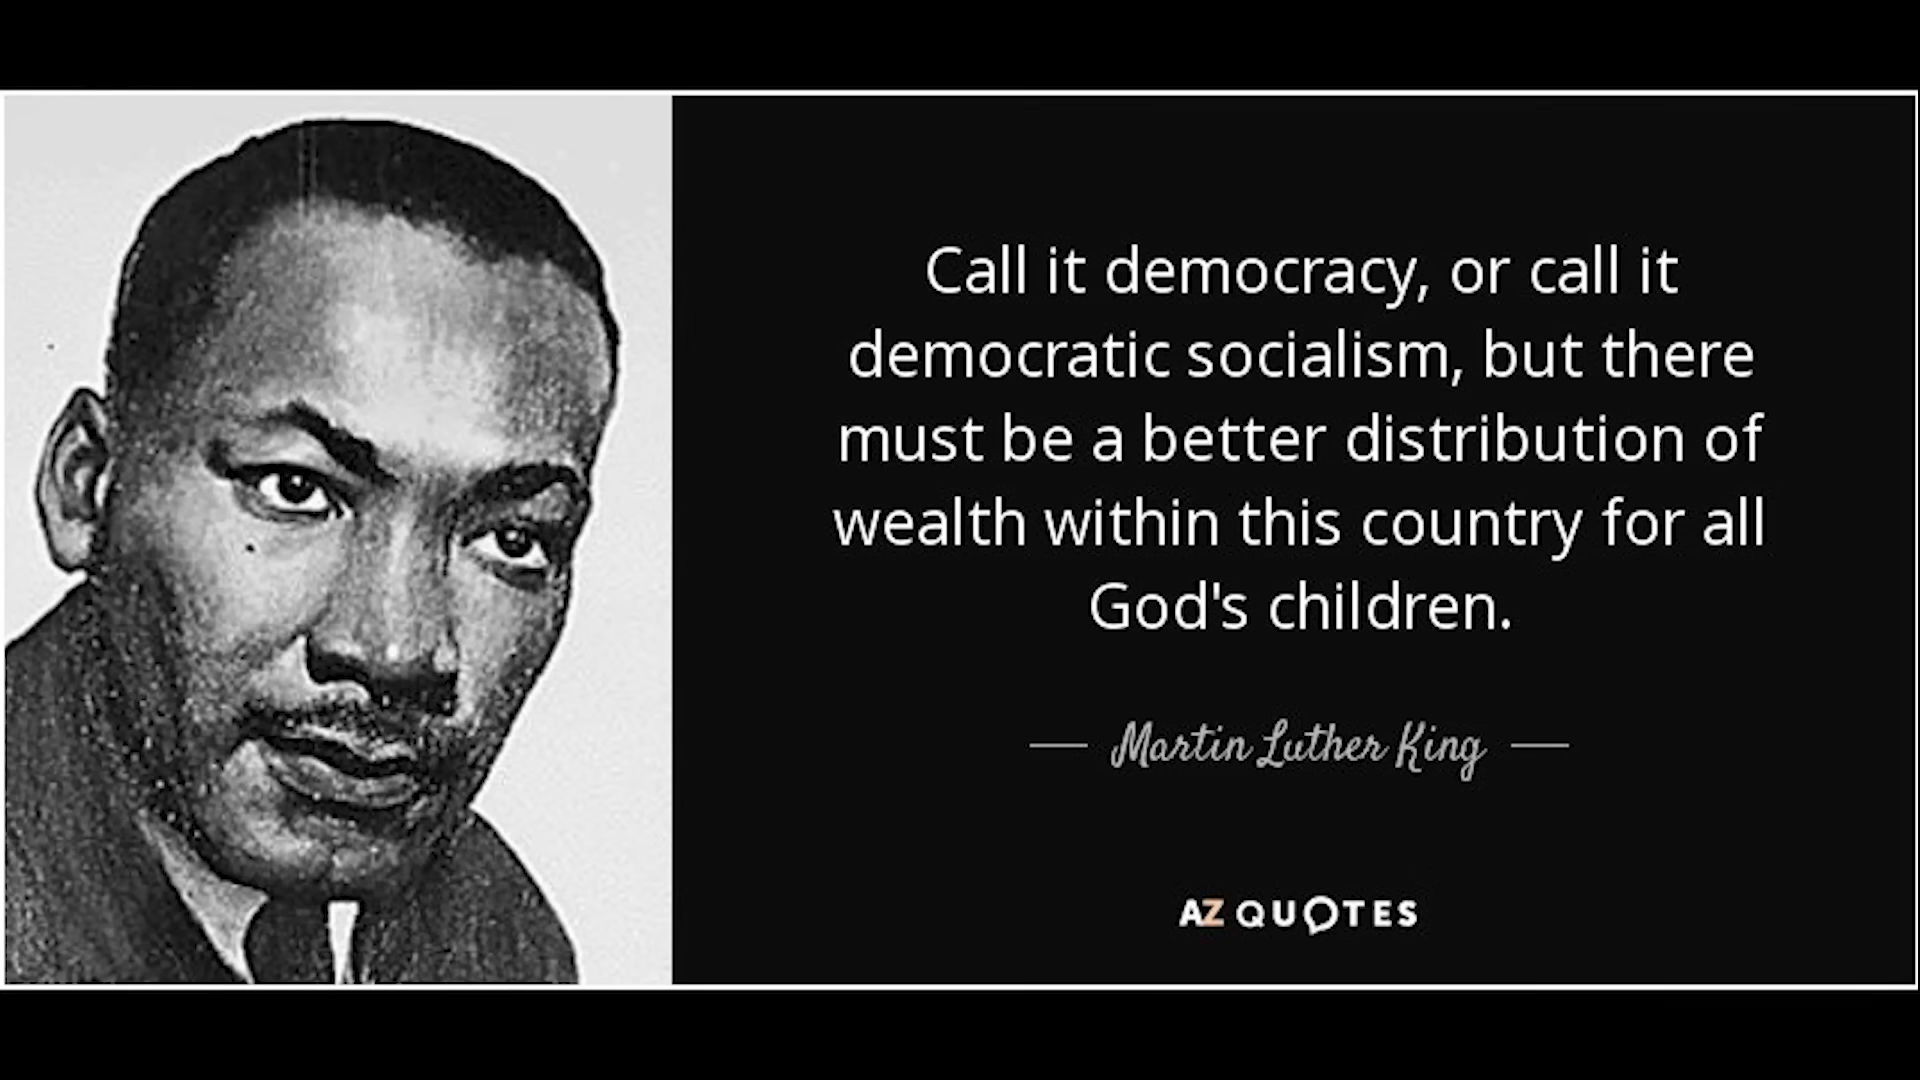 Call it democracy, or call it
democratic socialism, but there
must be a better distribution of
wealth within this country for all
God's children.
Martin Luther King
AZ QUOTES